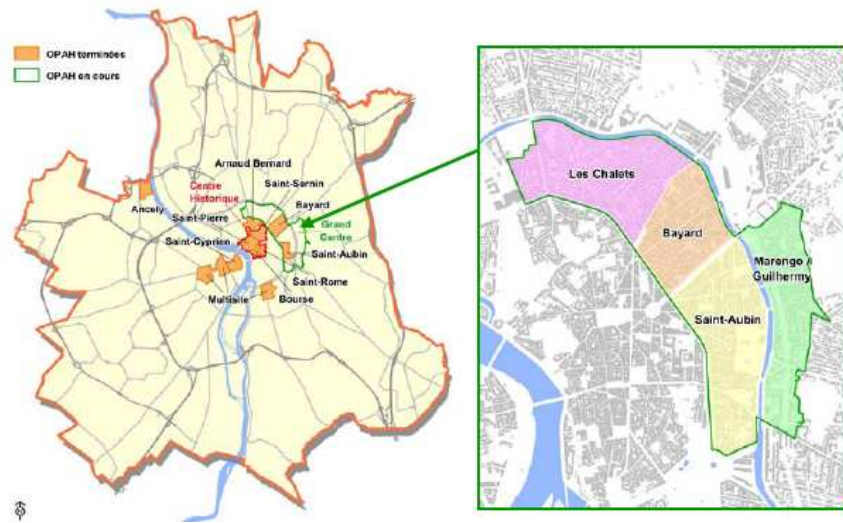 OPAH terminées
OPAH en cours
Arnaud Bernard
Centre
Historique
Saint-Sernin
Ancely
Saint-Pierre
Bayard
Grand
Centre
Saint-Cyprien
Saint-Aubin
Saint-Rome
Multisite
Bourse
Les Chalets
Bayard
Marengo /
Guilhermy
Saint-Aubin